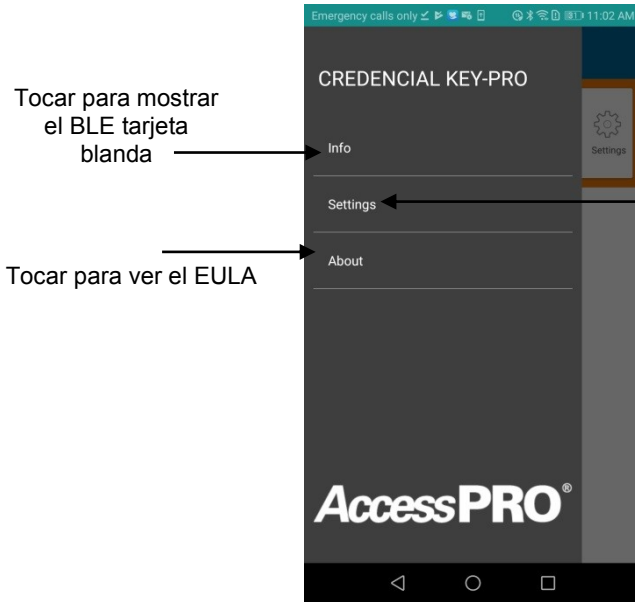 Emergency calls only 11:02 AM
CREDENCIAL KEY-PRO
Tocar para mostrar
el BLE tarjeta
blanda
Info
Settings
Settings
About
Tocar para ver el EULA
AccessPRO®